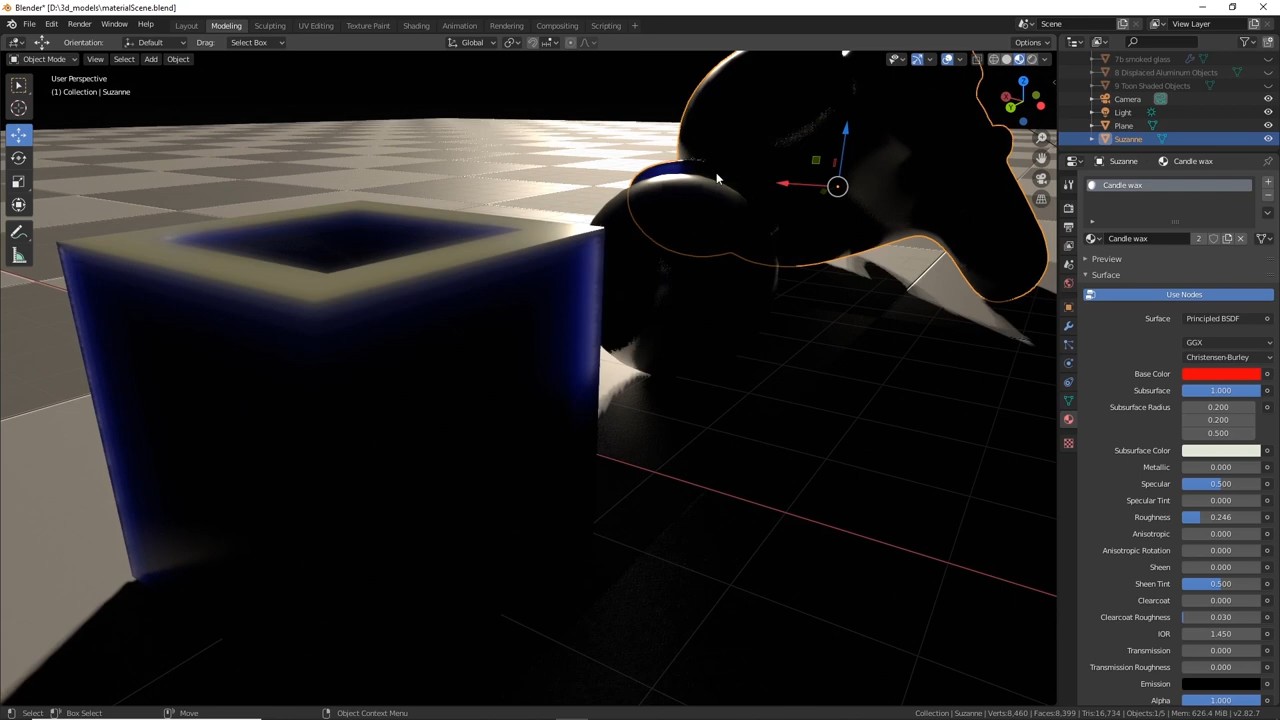 Blender* [D:\3d_models\materialScene.blend]
File Edit Render Window Help Layout Modeling Sculpting UV Editing Texture Paint Shading Animation Rendering Compositing Scripting Scene View Layer
Orientation: Default Drag: Select Box Global Options
Object Mode View Select Add Object
User Perspective
(1) Collection | Suzanne
7b smoked glass
8 Displaced Aluminum Objects
9 Toon Shaded Objects
Camera
Light
Plane
Suzanne
Suzanne Candle wax
Candle wax
Candle wax 2
Preview
Surface
Use Nodes
Surface Principled BSDF
GGX
Christensen-Burley
Base Color
Subsurface 1.000
Subsurface Radius 0.200
0.200
0.500
Subsurface Color
Metallic 0.000
Specular 0.500
Specular Tint 0.000
Roughness 0.246
Anisotropic 0.000
Anisotropic Rotation 0.000
Sheen 0.000
Sheen Tint 0.500
Clearcoat 0.000
Clearcoat Roughness 0.030
IOR 1.450
Transmission 0.000
Transmission Roughness 0.000
Emission
Alpha 1.000
Select Box Select Move Object Context Menu Collection | Suzanne | Verts:8,460 | Faces:8,399 | Tris:16,734 | Objects:1/5 | Mem: 626.4 MiB | v2.82.7